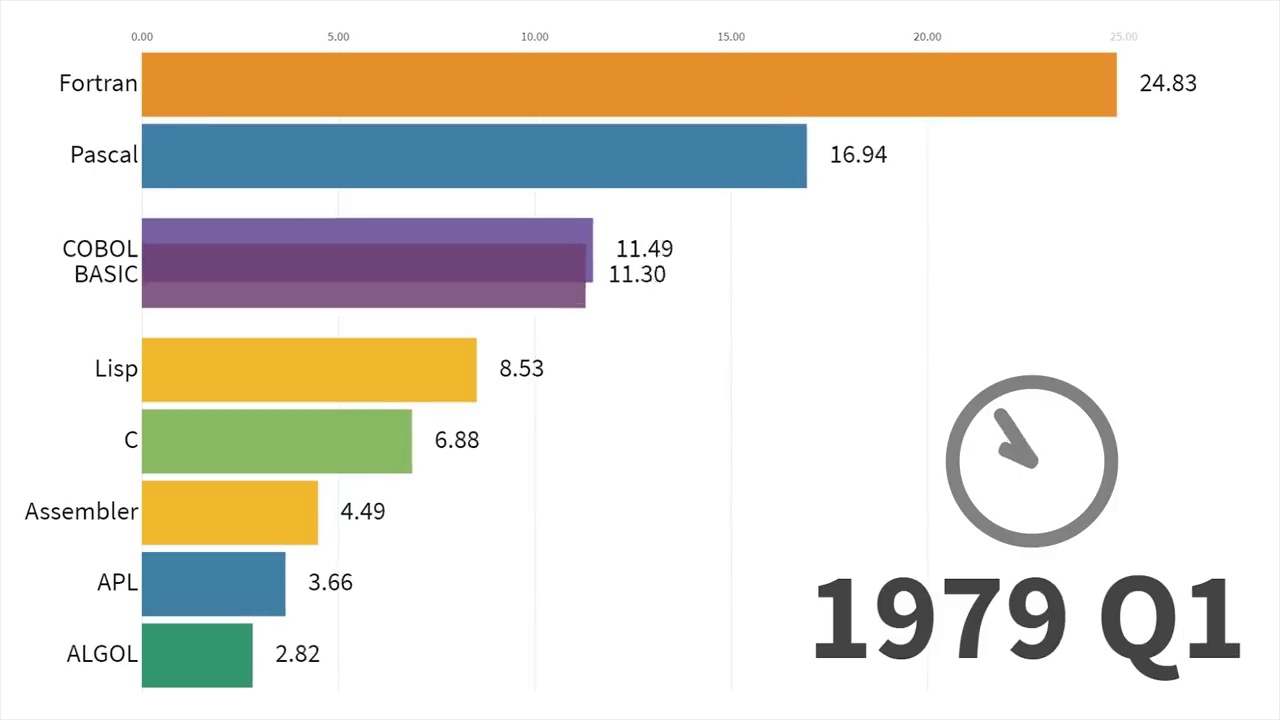 0.00 5.00 10.00 15.00 20.00 25.00
Fortran 24.83
Pascal 16.94
COBOL 11.49
BASIC 11.30
Lisp 8.53
C 6.88
Assembler 4.49
APL 3.66
ALGOL 2.82
1979 Q1